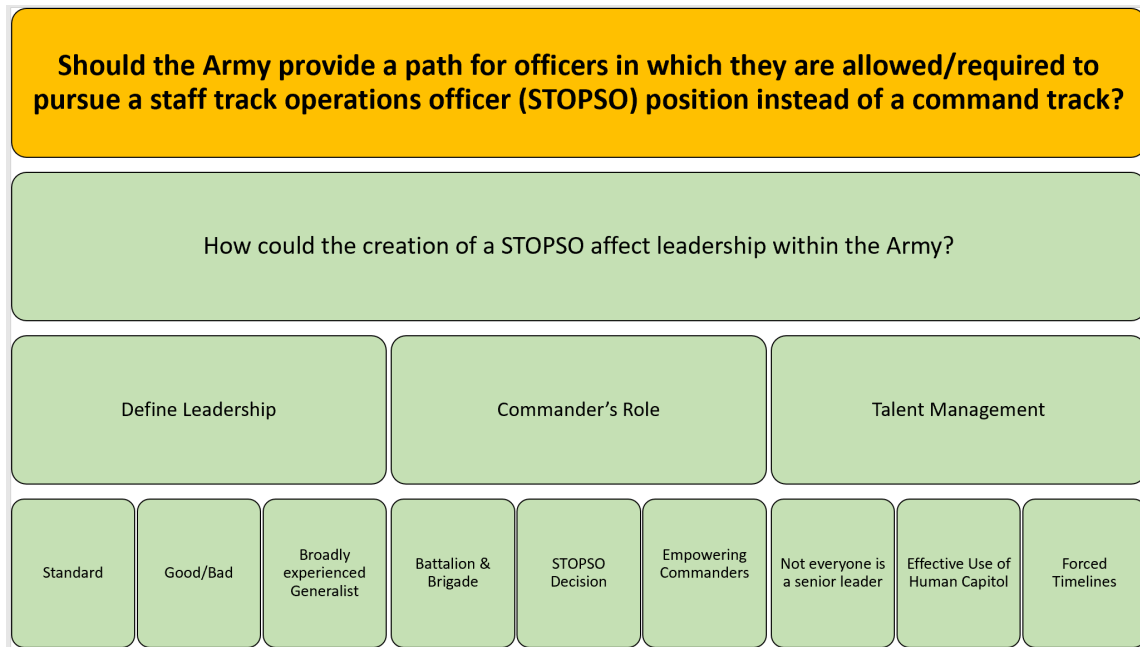 Should the Army provide a path for officers in which they are allowed/required to
pursue a staff track operations officer (STOPSO) position instead of a command track?
How could the creation of a STOPSO affect leadership within the Army?
Define Leadership
Commander’s Role
Talent Management
Standard
Good/Bad
Broadly
experienced
Generalist
Battalion &
Brigade
STOPSO
Decision
Empowering
Commanders
Not everyone is
a senior leader
Effective Use of
Human Capitol
Forced
Timelines